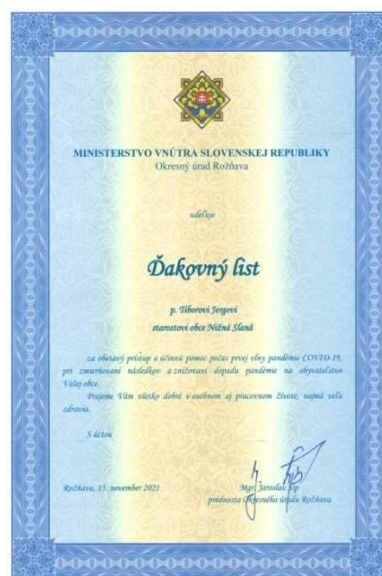 MINISTERSTVO VNÚTRA SLOVENSKEJ REPUBLIKY
Okresný úrad Rožňava
udeľuje
Ďakovný list
p. Tiborovi Jergovi
starostovi obce Nižná Slaná
za obetavý prístup a účinnú pomoc počas prvej vlny pandémie COVID-19,
pri zmierňovaní následkov a znižovaní dopadu pandémie na obyvateľstvo
Vašej obce.
Prajeme Vám všetko dobré v osobnom aj pracovnom živote, najmä veľa
zdravia.
S úctou
Rožňava, 15. november 2021
Mgr. Jaroslav
prednosta Okresného úradu Rožňava